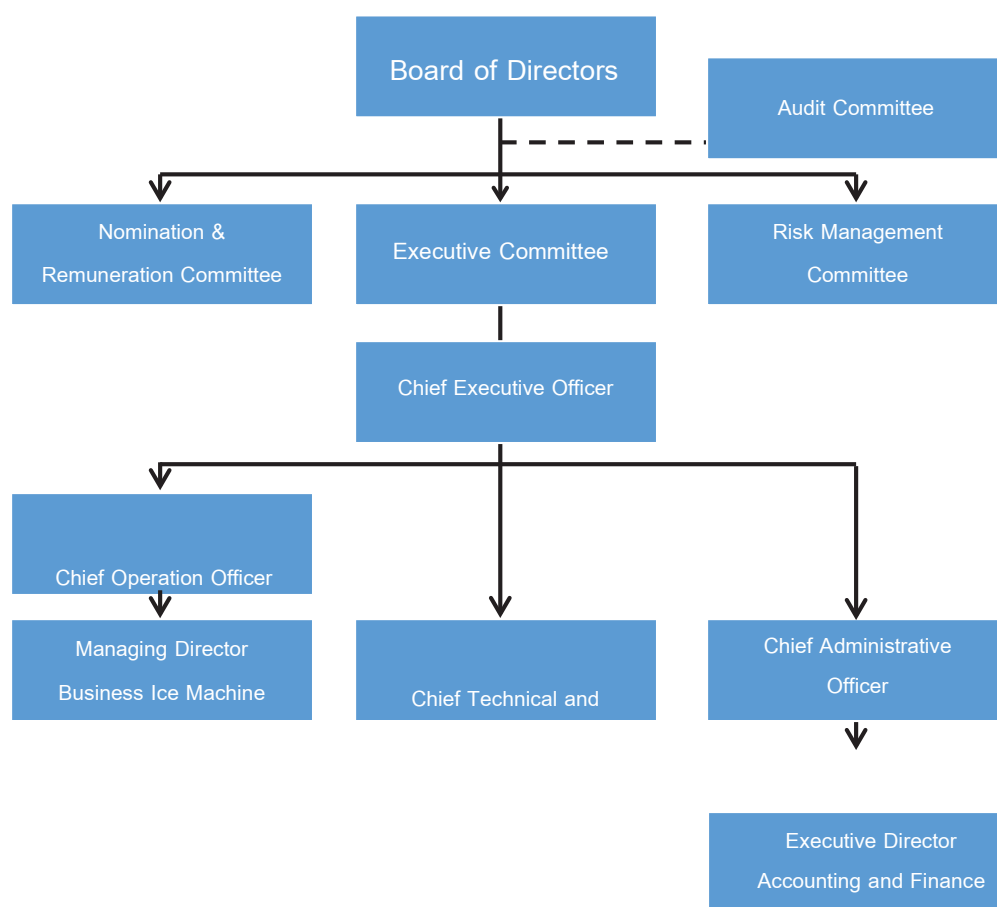 Board of Directors
Audit Committee
Nomination &
Remuneration Committee
Executive Committee
Risk Management
Committee
Chief Executive Officer
Chief Operation Officer
Managing Director
Business Ice Machine
Chief Technical and
Chief Administrative
Officer
Executive Director
Accounting and Finance